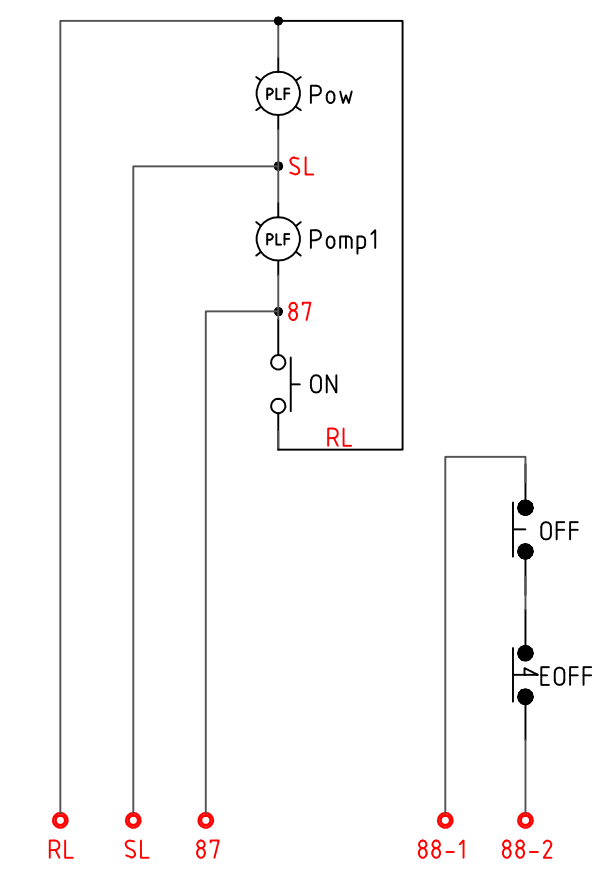 PLF Pow
SL
PLF Pomp1
87
ON
RL
OFF
EOFF
RL SL 87 88-1 88-2